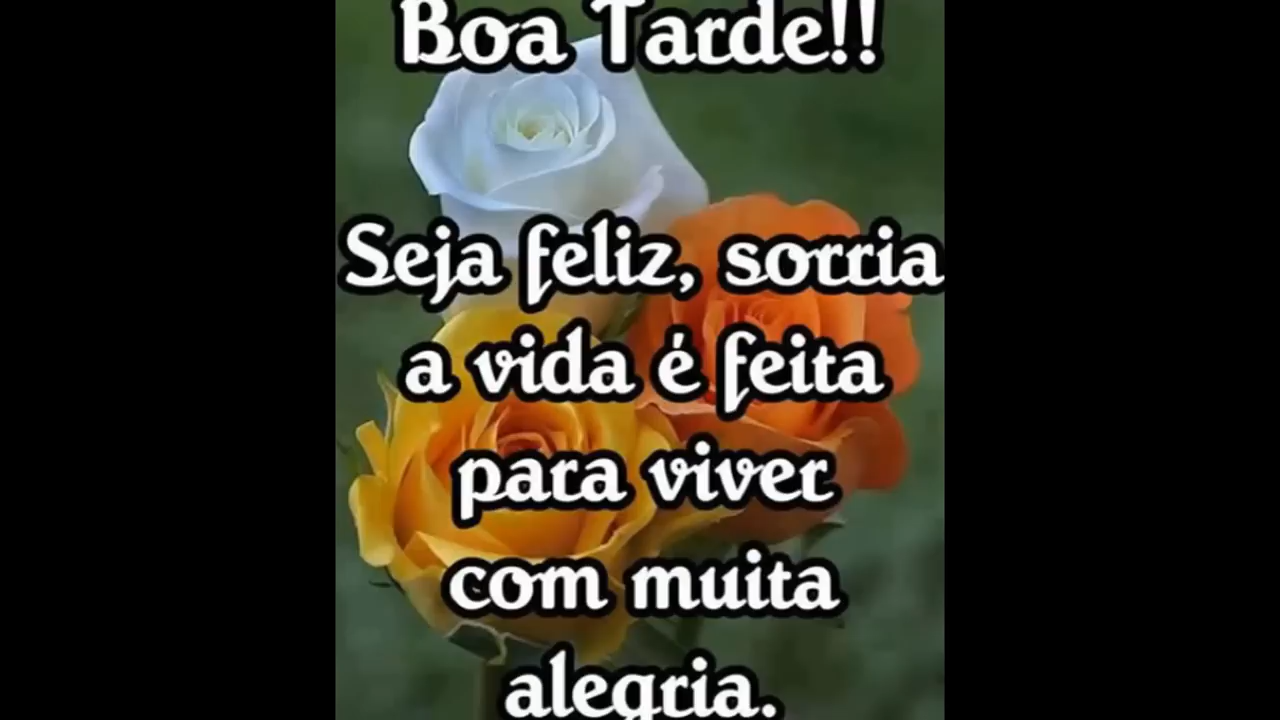 Boa Tarde!!
Seja feliz, sorria
a vida é feita
para viver
com muita
alegria.